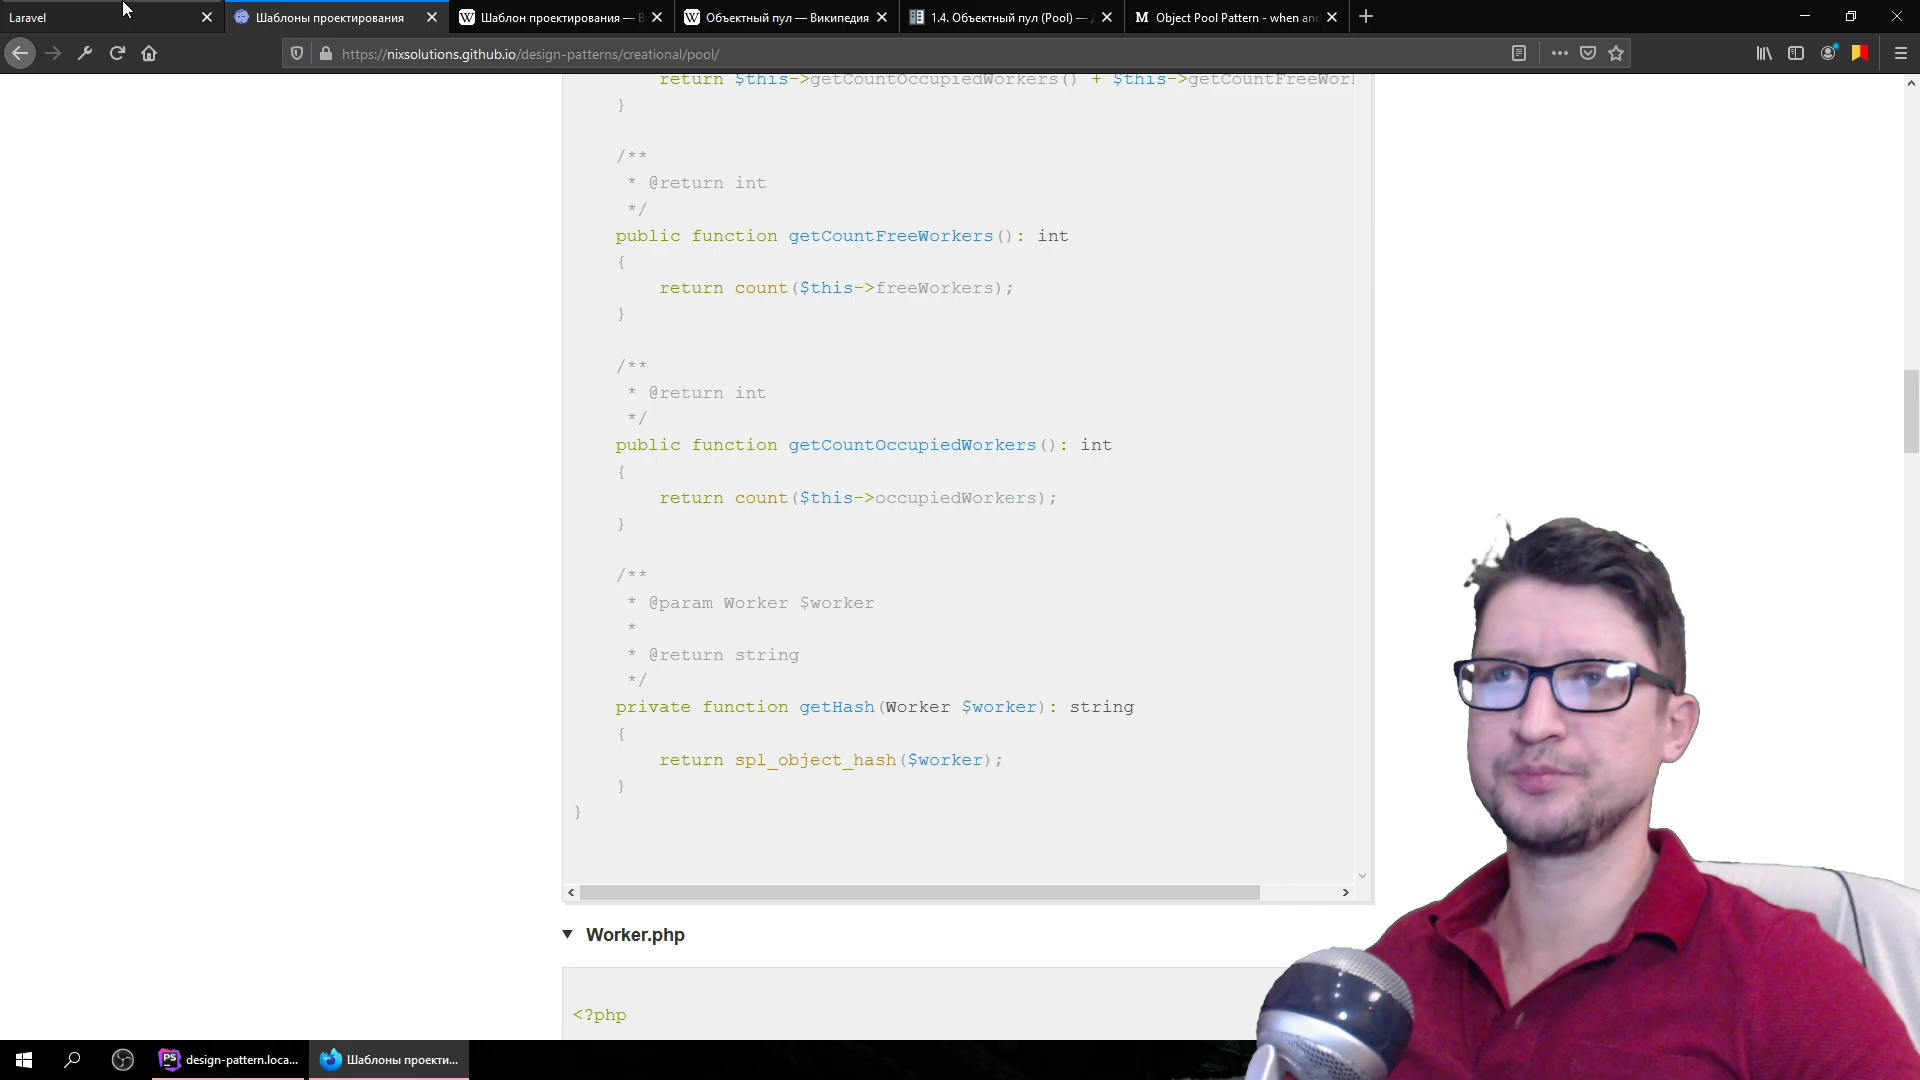 Laravel
Шаблоны проектирования
Шаблон проектирования — В
Объектный пул — Википедия
1.4. Объектный пул (Pool) —
Object Pool Pattern - when and
https://nixsolutions.github.io/design-patterns/creational/pool/
return $this->getCountOccupiedWorkers() + $this->getCountFreeWork
}
/**
* @return int
*/
public function getCountFreeWorkers(): int
{
return count($this->freeWorkers);
}
/**
* @return int
*/
public function getCountOccupiedWorkers(): int
{
return count($this->occupiedWorkers);
}
/**
* @param Worker $worker
*
* @return string
*/
private function getHash(Worker $worker): string
{
return spl_object_hash($worker);
}
}
Worker.php
<?php
design-pattern.loca...
Шаблоны проекти...